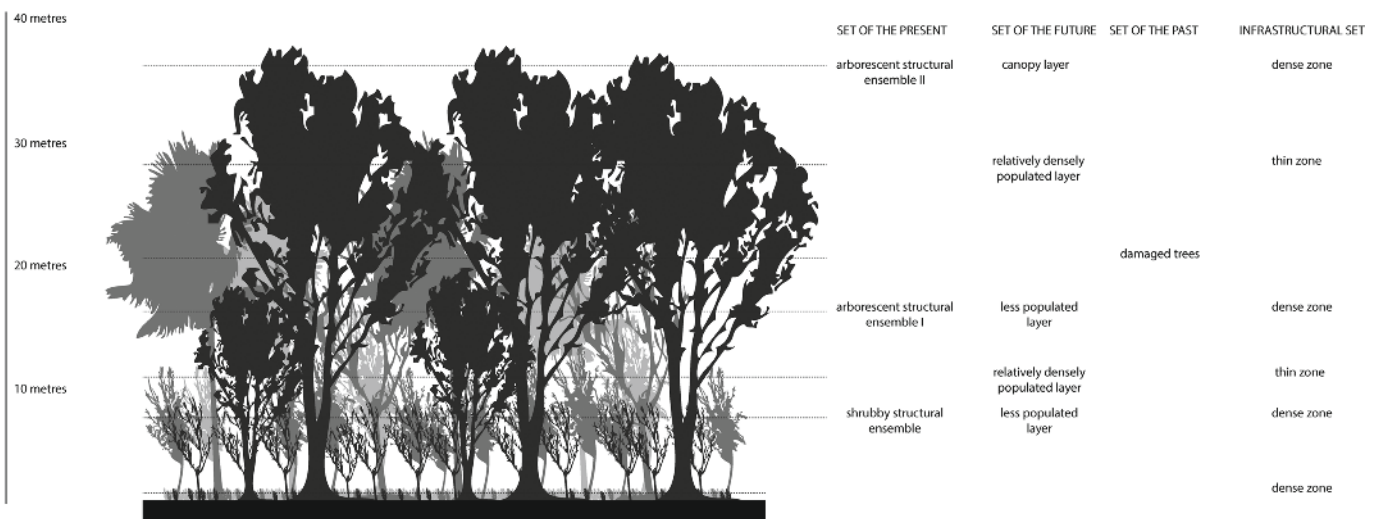 40 metres
SET OF THE PRESENT SET OF THE FUTURE SET OF THE PAST INFRASTRUCTURAL SET
arborescent structural canopy layer dense zone
ensemble II
30 metres
relatively densely thin zone
populated layer
damaged trees
20 metres
arborescent structural less populated dense zone
ensemble I layer
relatively densely thin zone
10 metres populated layer
shrubby structural less populated dense zone
ensemble layer
dense zone